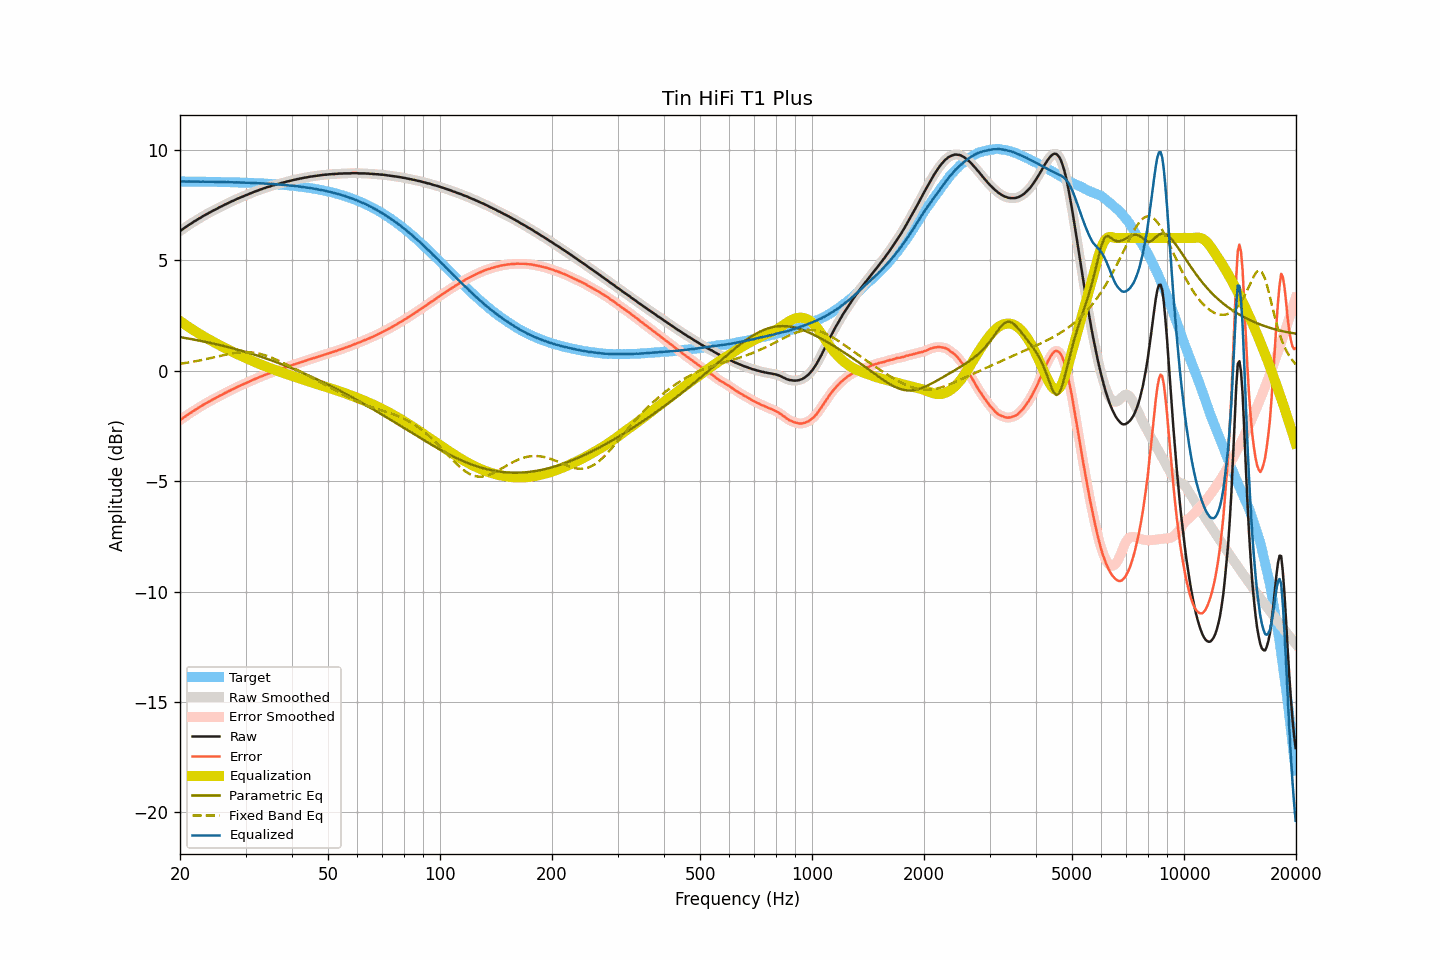 Tin HiFi T1 Plus
Amplitude (dBr)
10
5
0
−5
−10
−15
−20
Target
Raw Smoothed
Error Smoothed
Raw
Error
Equalization
Parametric Eq
Fixed Band Eq
Equalized
20 50 100 200 500 1000 2000 5000 10000 20000
Frequency (Hz)